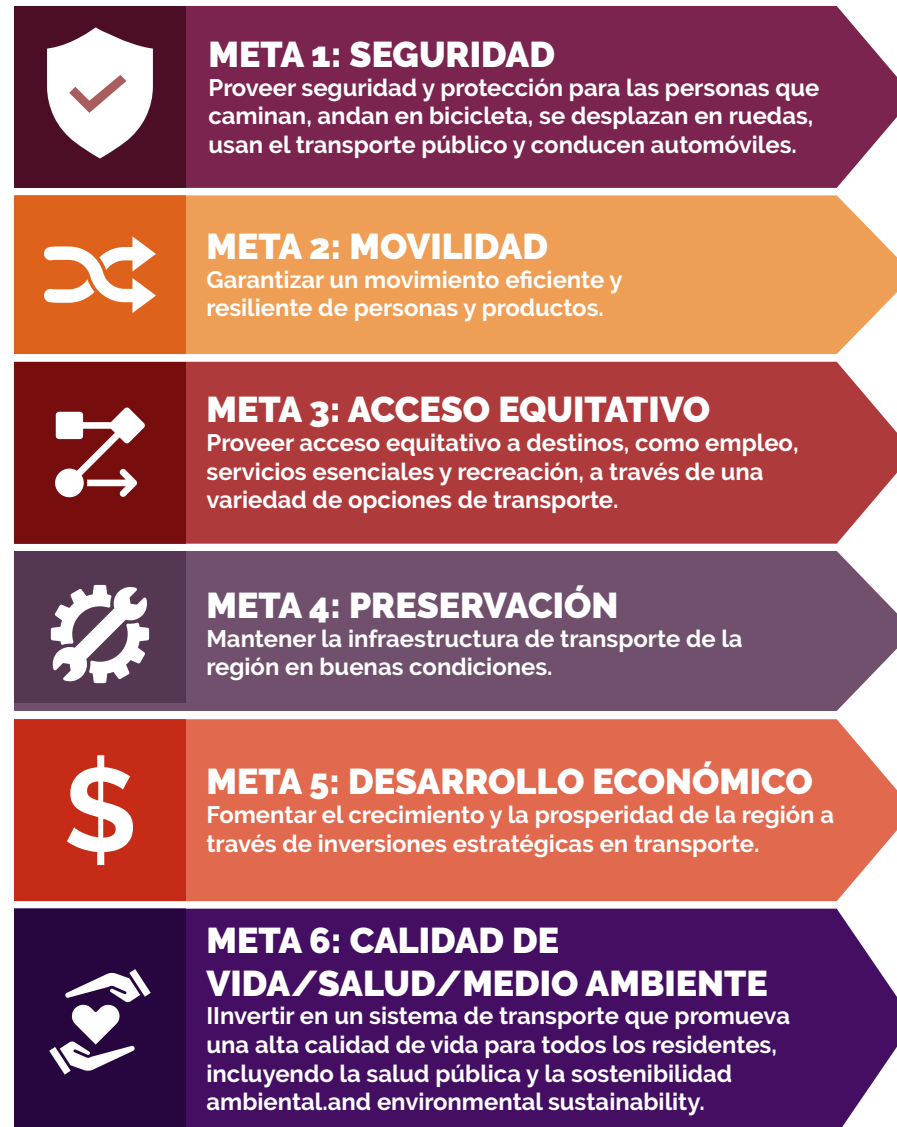 META 1: SEGURIDAD
Proveer seguridad y protección para las personas que
caminan, andan en bicicleta, se desplazan en ruedas,
usan el transporte público y conducen automóviles.
META 2: MOVILIDAD
Garantizar un movimiento eficiente y
resiliente de personas y productos.
META 3: ACCESO EQUITATIVO
Proveer acceso equitativo a destinos, como empleo,
servicios esenciales y recreación, a través de una
variedad de opciones de transporte.
META 4: PRESERVACIÓN
Mantener la infraestructura de transporte de la
región en buenas condiciones.
$
META 5: DESARROLLO ECONÓMICO
Fomentar el crecimiento y la prosperidad de la región a
través de inversiones estratégicas en transporte.
META 6: CALIDAD DE
VIDA/SALUD/MEDIO AMBIENTE
IInvertir en un sistema de transporte que promueva
una alta calidad de vida para todos los residentes,
incluyendo la salud pública y la sostenibilidad
ambiental.and environmental sustainability.